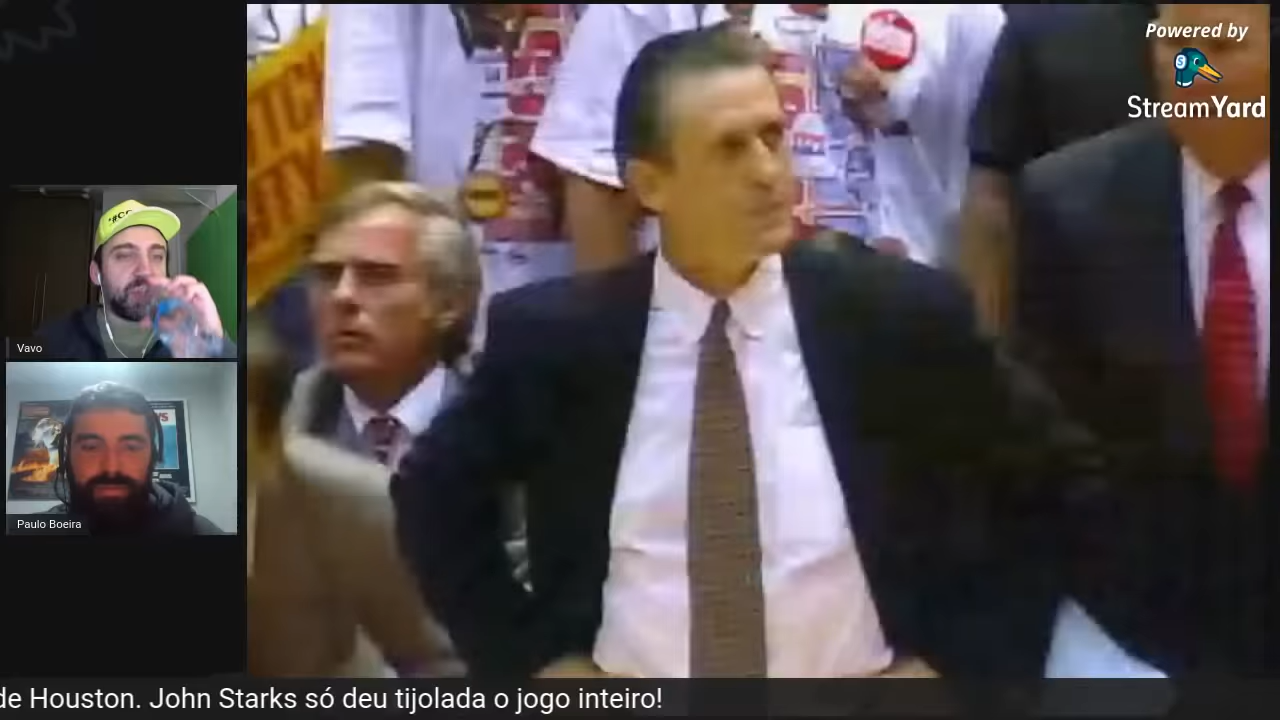 Powered by
StreamYard
Vavo
Paulo Boeira
de Houston. John Starks só deu tijolada o jogo inteiro!